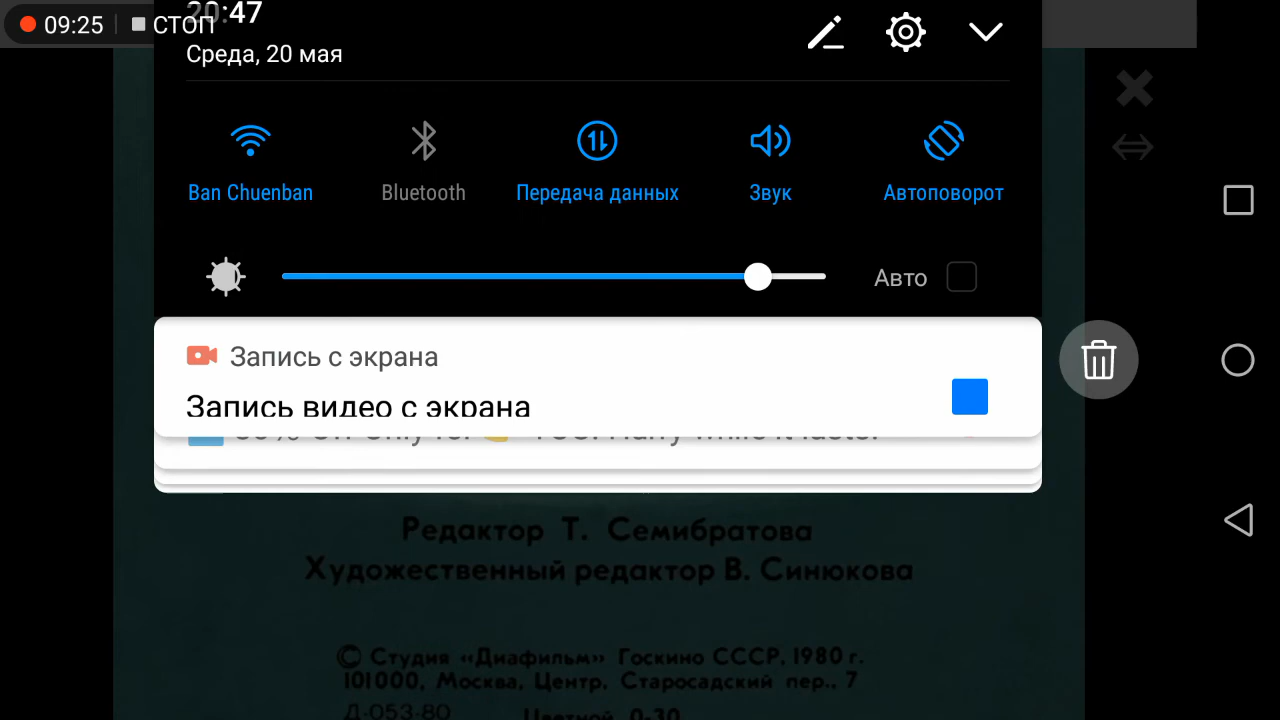 09:25 СТОП
20:47
Среда, 20 мая
Ban Chuenban
Bluetooth
Передача данных
Звук
Автоповорот
Авто
Запись с экрана
Запись видео с экрана
Редактор Т. Семибратова
Художественный редактор В. Синюкова
© Студия «Диафильм» Госкино СССР, 1980 г.
101000, Москва, Центр, Старосадский пер., 7
Д-053-80 Цветной 0-30